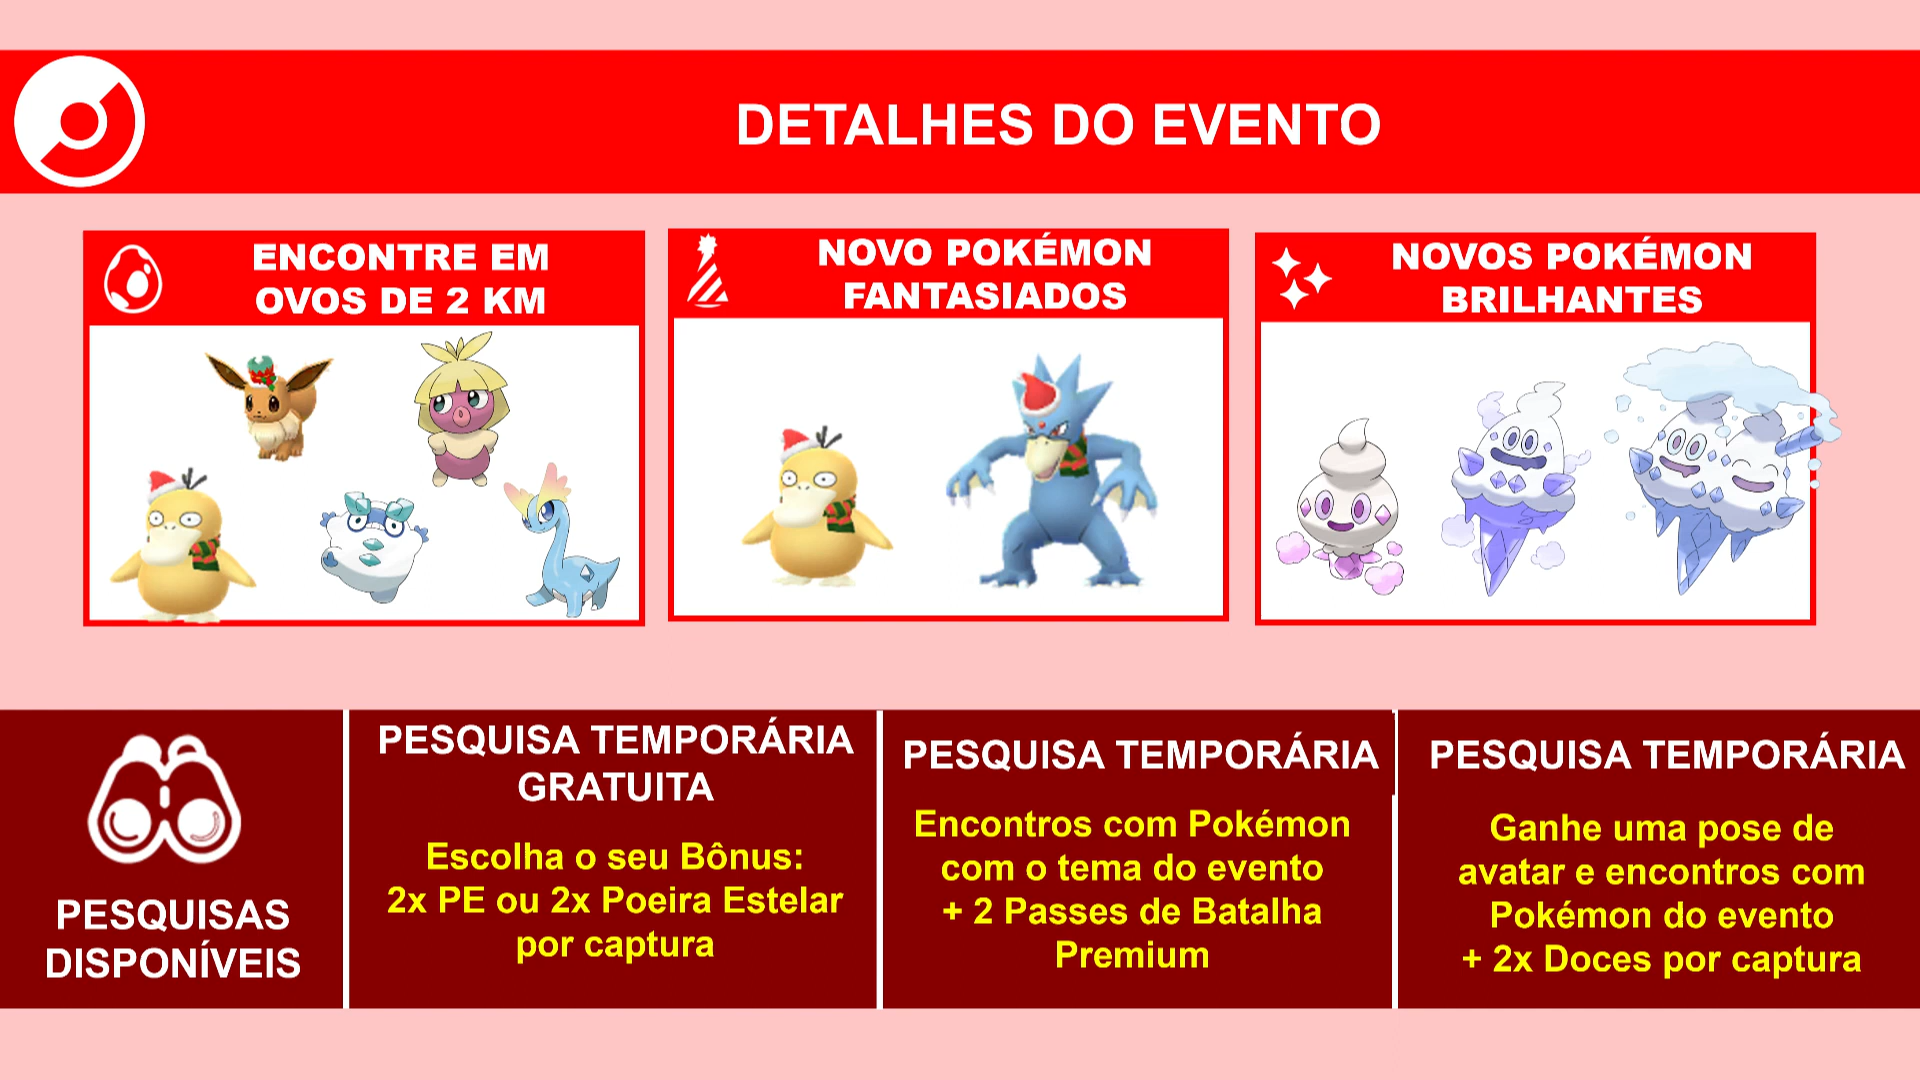 DETALHES DO EVENTO
ENCONTRE EM
OVOS DE 2 KM
NOVO POKÉMON
FANTASIADOS
NOVOS POKÉMON
BRILHANTES
PESQUISAS
DISPONÍVEIS
PESQUISA TEMPORÁRIA
GRATUITA
Escolha o seu Bônus:
2x PE ou 2x Poeira Estelar
por captura
PESQUISA TEMPORÁRIA
Encontros com Pokémon
com o tema do evento
+ 2 Passes de Batalha
Premium
PESQUISA TEMPORÁRIA
Ganhe uma pose de
avatar e encontros com
Pokémon do evento
+ 2x Doces por captura